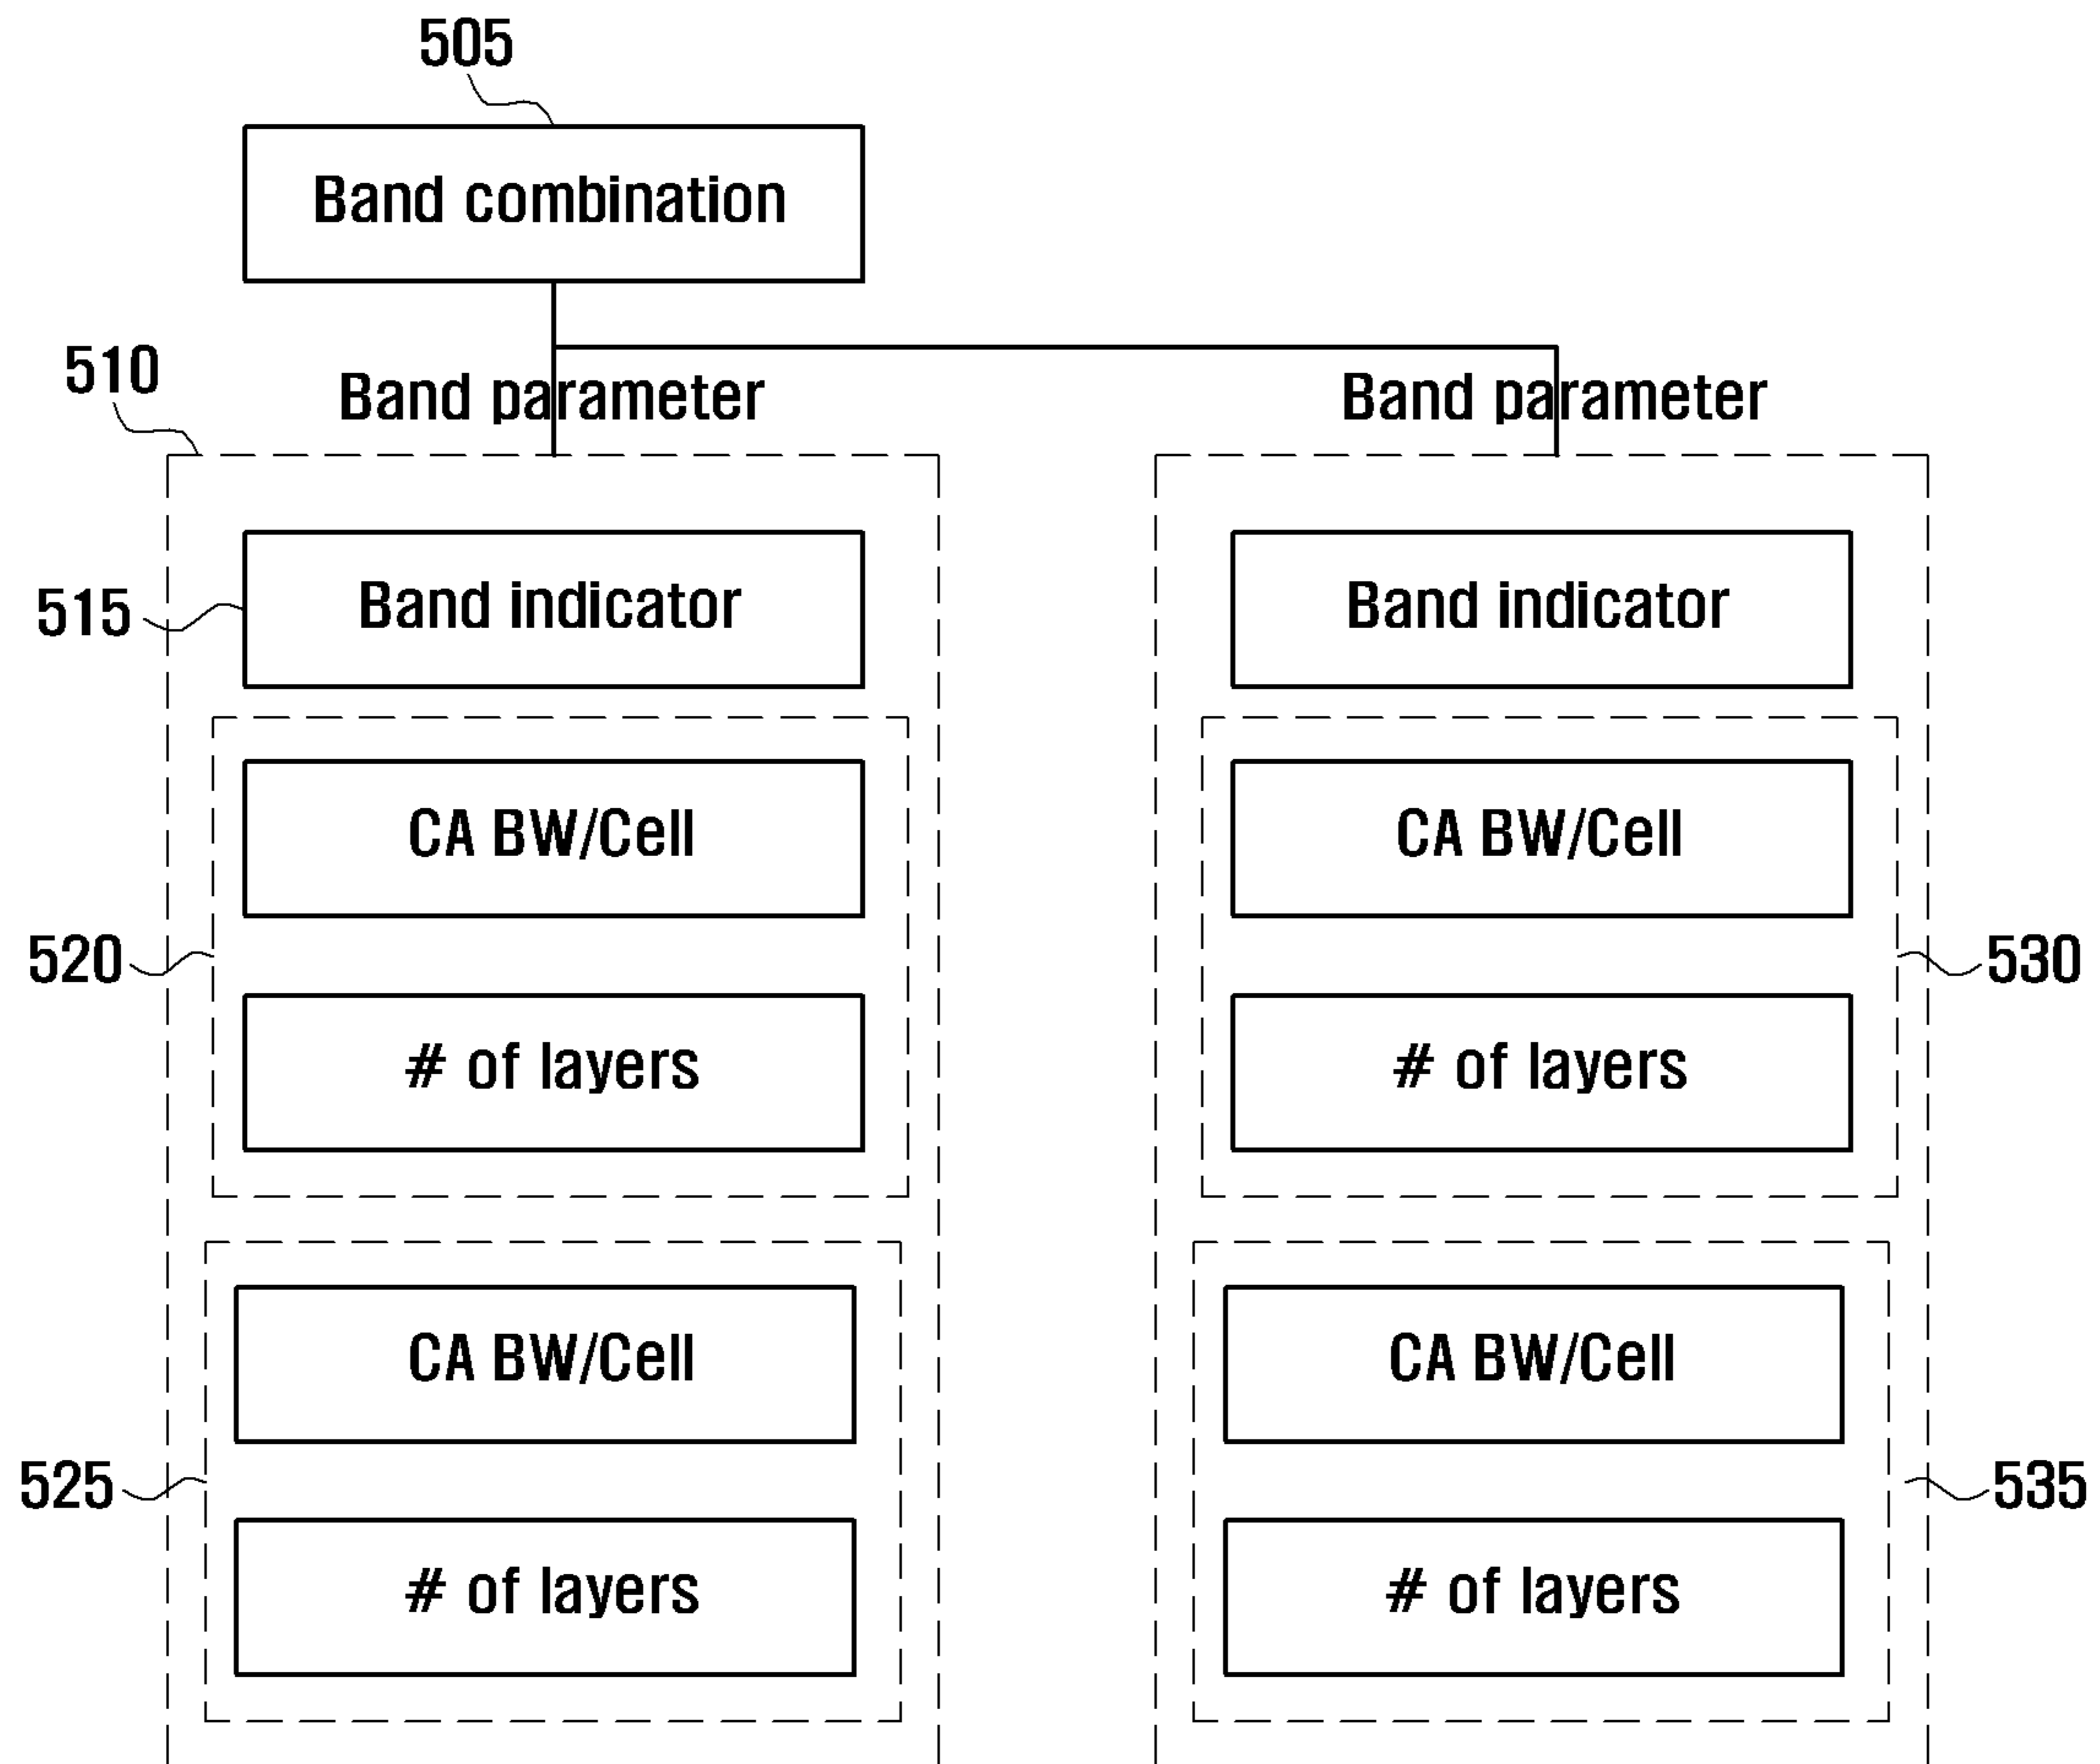 505
Band combination
510
Band parameter
Band parameter
515
Band indicator
Band indicator
CA BW/Cell
CA BW/Cell
520
530
# of layers
# of layers
CA BW/Cell
CA BW/Cell
525
535
# of layers
# of layers